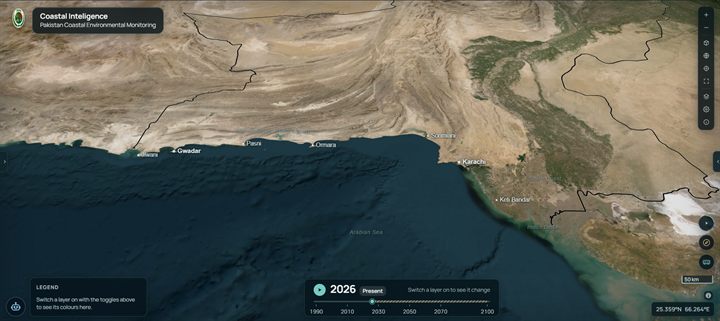 Coastal Inteligence
Pakistan Coastal Environmental Monitoring
Jiwani
Gwadar
Pasni
Ormara
Sonmiani
Karachi
Keti Bandar
Arabian Sea
LEGEND
Switch a layer on with the toggles above
to see its colours here.
2026 Present Switch a layer on to see it change
1990 2010 2030 2050 2070 2100
50 km
25.359°N 66.264°E